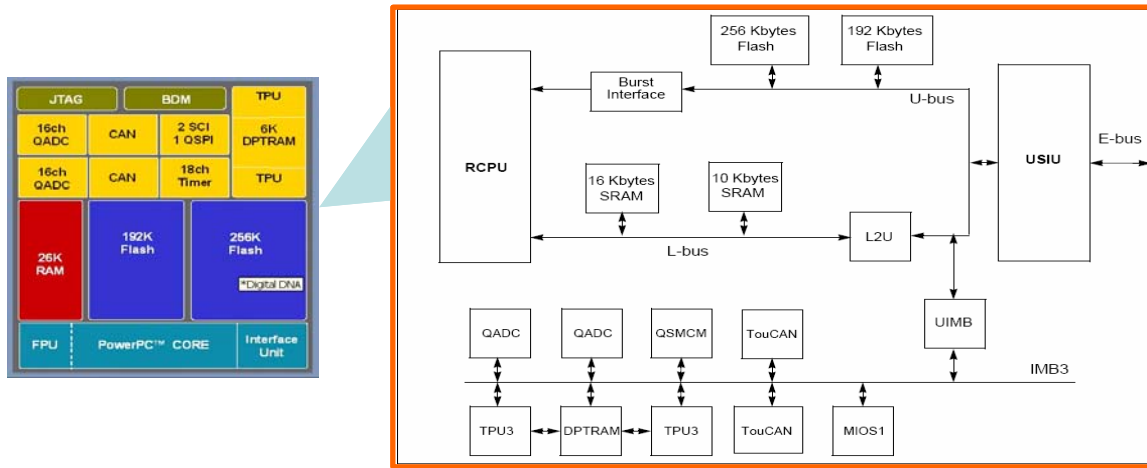 JTAG
BDM
TPU
16ch
QADC
CAN
2 SCI
1 QSPI
6K
DPTRAM
16ch
QADC
CAN
18ch
Timer
TPU
26K
RAM
192K
Flash
256K
Flash
*Digital DNA
FPU
PowerPC™ CORE
Interface
Unit
256 Kbytes
Flash
192 Kbytes
Flash
Burst
Interface
U-bus
RCPU
USIU
E-bus
16 Kbytes
SRAM
10 Kbytes
SRAM
L2U
L-bus
UIMB
QADC
QADC
QSMCM
TouCAN
IMB3
TPU3
DPTRAM
TPU3
TouCAN
MIOS1